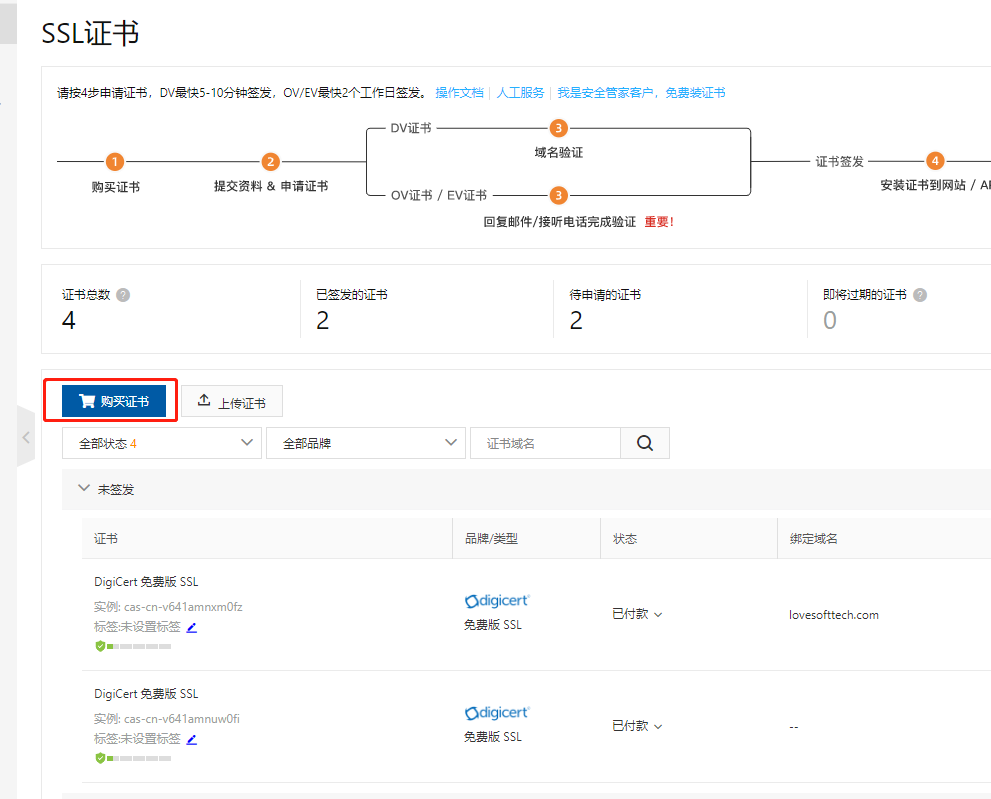 SSL证书
请按4步申请证书，DV最快5-10分钟签发，OV/EV最快2个工作日签发。 操作文档 | 人工服务 | 我是安全管家客户，免费装证书
DV证书 3
域名验证
1 2 证书签发 4
购买证书 提交资料 & 申请证书 安装证书到网站 / AP
OV证书 / EV证书 3
回复邮件/接听电话完成验证 重要!
证书总数 ? 已签发的证书 待申请的证书 即将过期的证书 ?
4 2 2 0
购买证书 上传证书
全部状态 4 全部品牌 证书域名
未签发
证书 品牌/类型 状态 绑定域名
DigiCert 免费版 SSL
实例: cas-cn-v641amnxm0fz
标签:未设置标签
digicert
免费版 SSL
已付款
lovesofttech.com
DigiCert 免费版 SSL
实例: cas-cn-v641amnuw0fi
标签:未设置标签
digicert
免费版 SSL
已付款
--